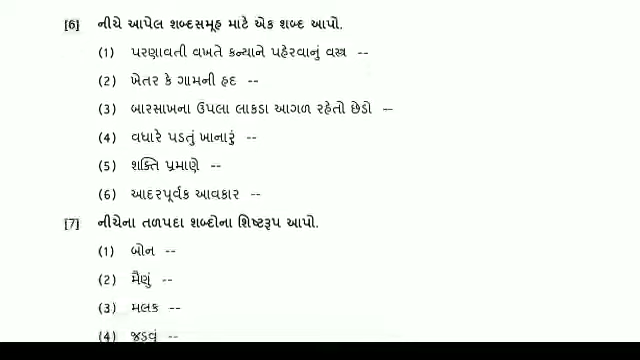 [6] નીચે આપેલ શબ્દસમૂહ માટે એક શબ્દ આપો.
(1) પરણાવતી વખતે કન્યાને પહેરવાનું વસ્ત્ર --
(2) ખેતર કે ગામની હદ --
(3) બારસાખના ઉપલા લાકડા આગળ રહેતો છેડો --
(4) વધારે પડતું ખાનારું --
(5) શક્તિ પ્રમાણે --
(6) આદરપૂર્વક આવકાર --
[7] નીચેના તળપદા શબ્દોના શિષ્ટરૂપ આપો.
(1) બોન --
(2) મૈણું --
(3) મલક --
(4) જડવું --